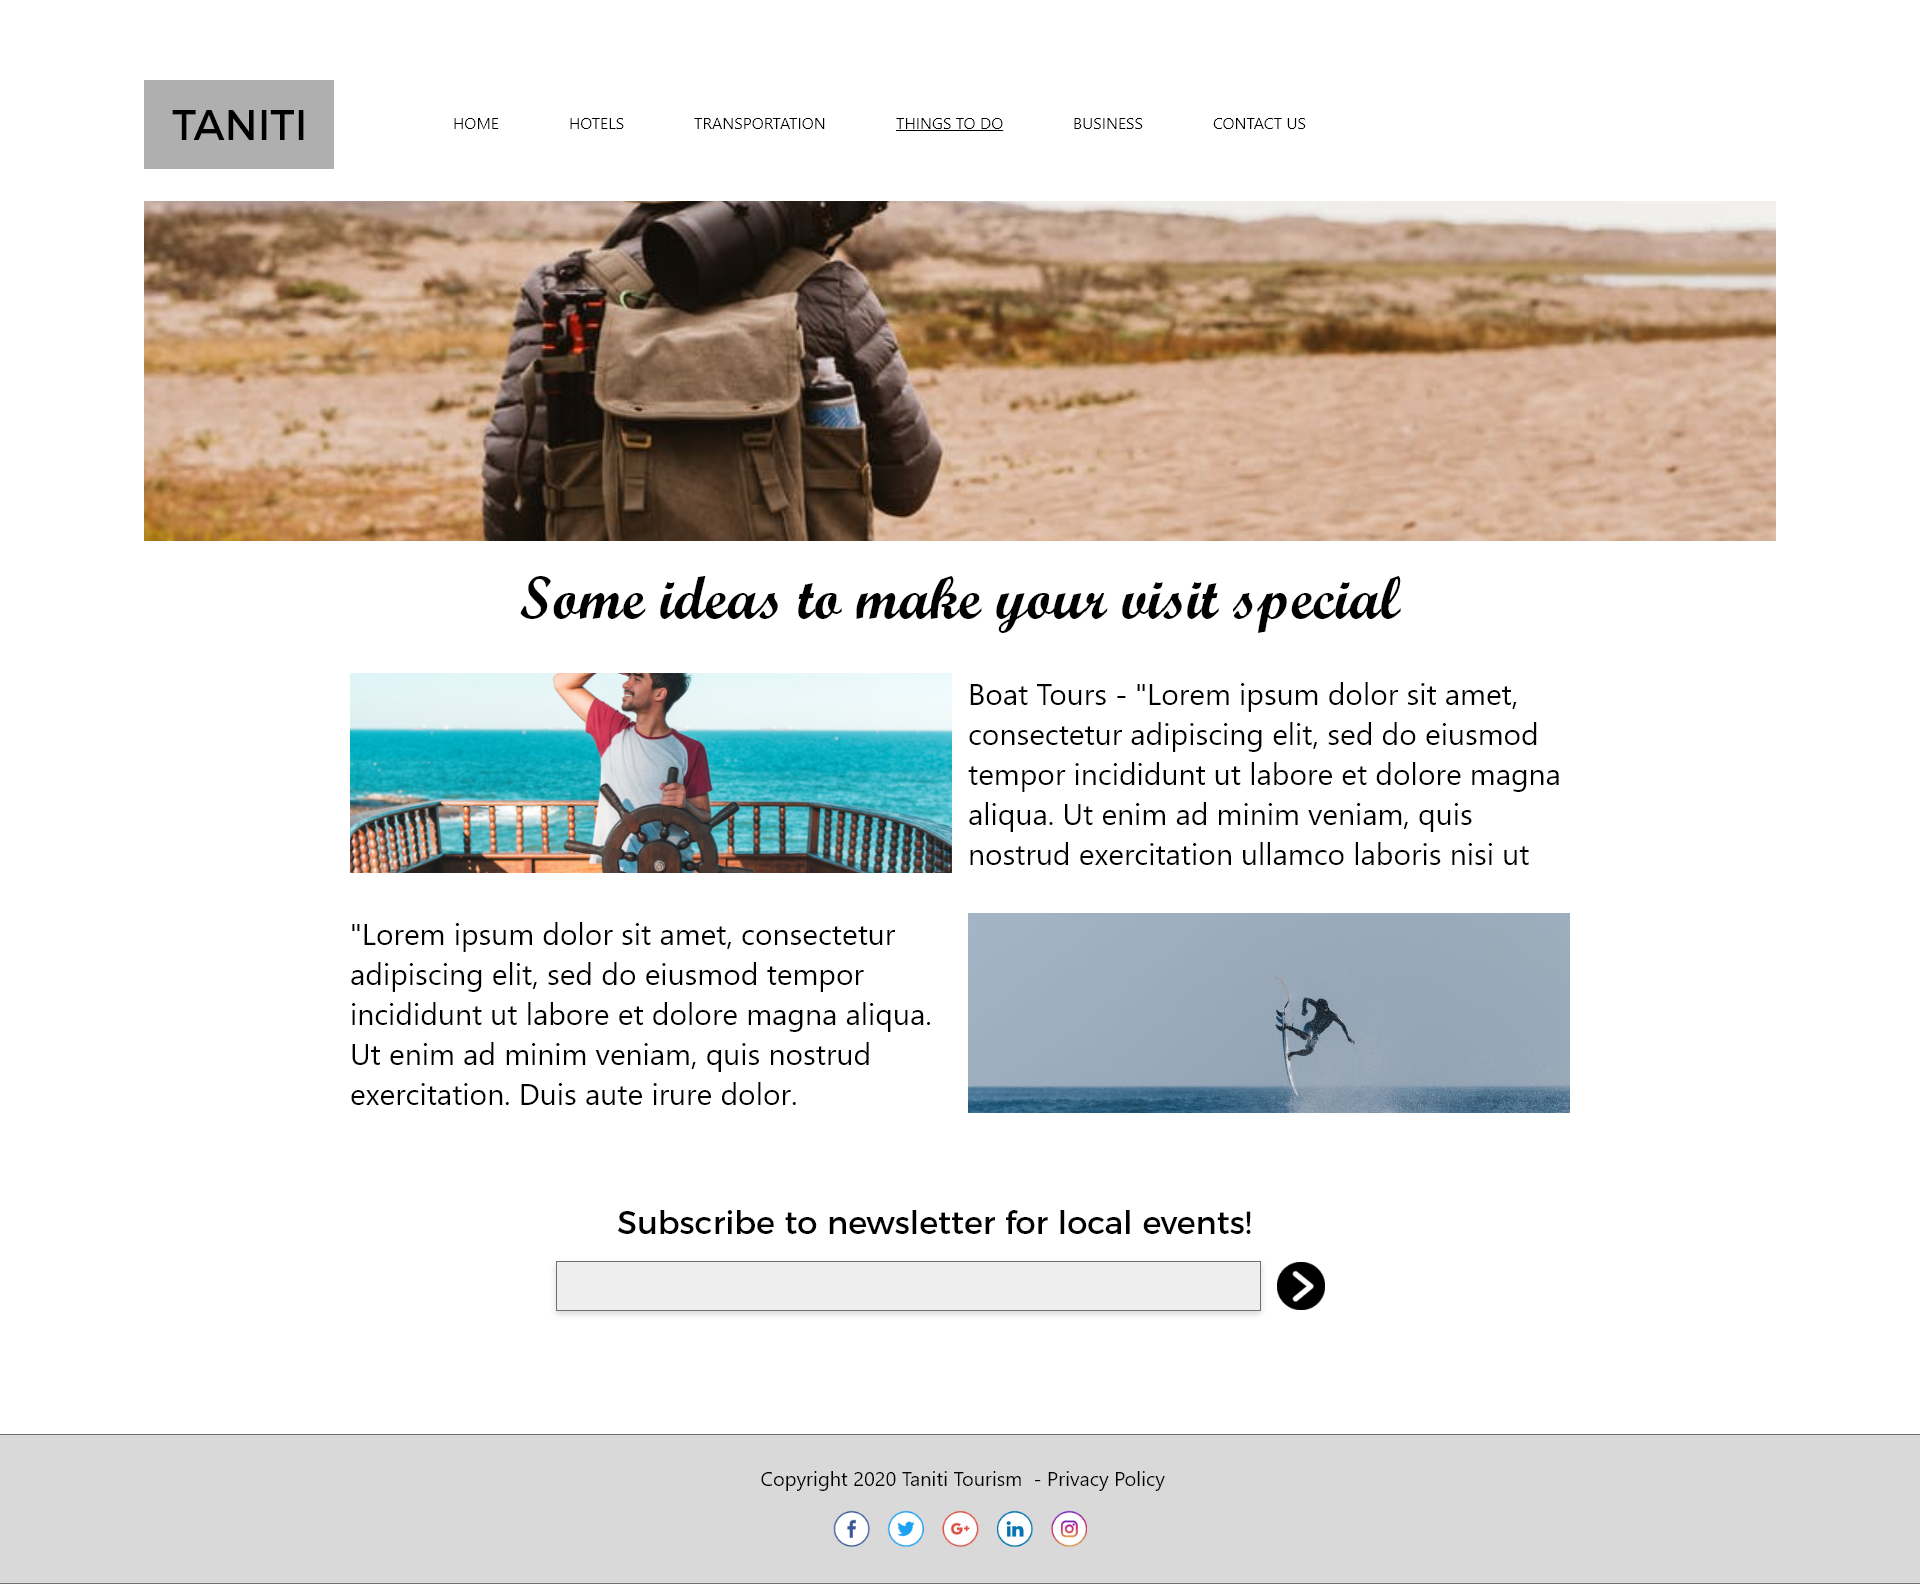 TANITI
HOME
HOTELS
TRANSPORTATION
THINGS TO DO
BUSINESS
CONTACT US
Some ideas to make your visit special
Boat Tours - "Lorem ipsum dolor sit amet,
consectetur adipiscing elit, sed do eiusmod
tempor incididunt ut labore et dolore magna
aliqua. Ut enim ad minim veniam, quis
nostrud exercitation ullamco laboris nisi ut
"Lorem ipsum dolor sit amet, consectetur
adipiscing elit, sed do eiusmod tempor
incididunt ut labore et dolore magna aliqua.
Ut enim ad minim veniam, quis nostrud
exercitation. Duis aute irure dolor.
Subscribe to newsletter for local events!
Copyright 2020 Taniti Tourism - Privacy Policy